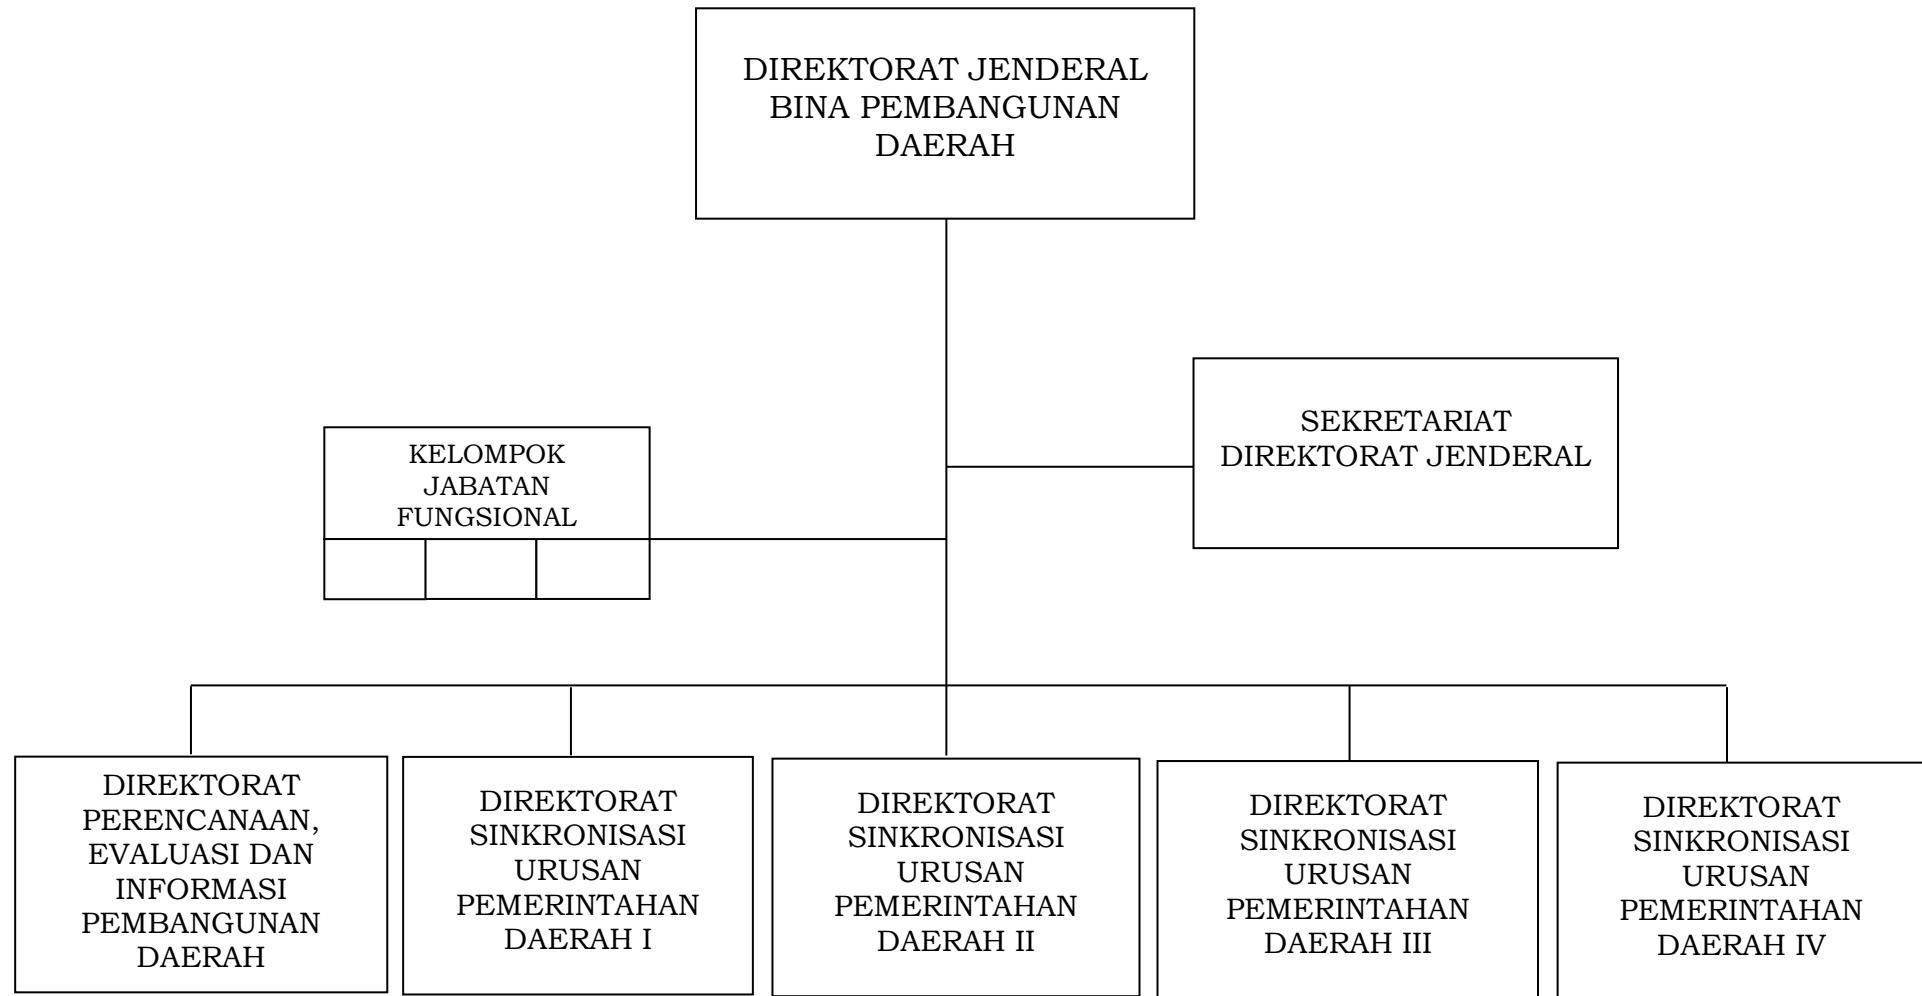 DIREKTORAT JENDERAL
BINA PEMBANGUNAN
DAERAH
SEKRETARIAT
DIREKTORAT JENDERAL
KELOMPOK
JABATAN
FUNGSIONAL
DIREKTORAT
PERENCANAAN,
EVALUASI DAN
INFORMASI
PEMBANGUNAN
DAERAH
DIREKTORAT
SINKRONISASI
URUSAN
PEMERINTAHAN
DAERAH I
DIREKTORAT
SINKRONISASI
URUSAN
PEMERINTAHAN
DAERAH II
DIREKTORAT
SINKRONISASI
URUSAN
PEMERINTAHAN
DAERAH III
DIREKTORAT
SINKRONISASI
URUSAN
PEMERINTAHAN
DAERAH IV